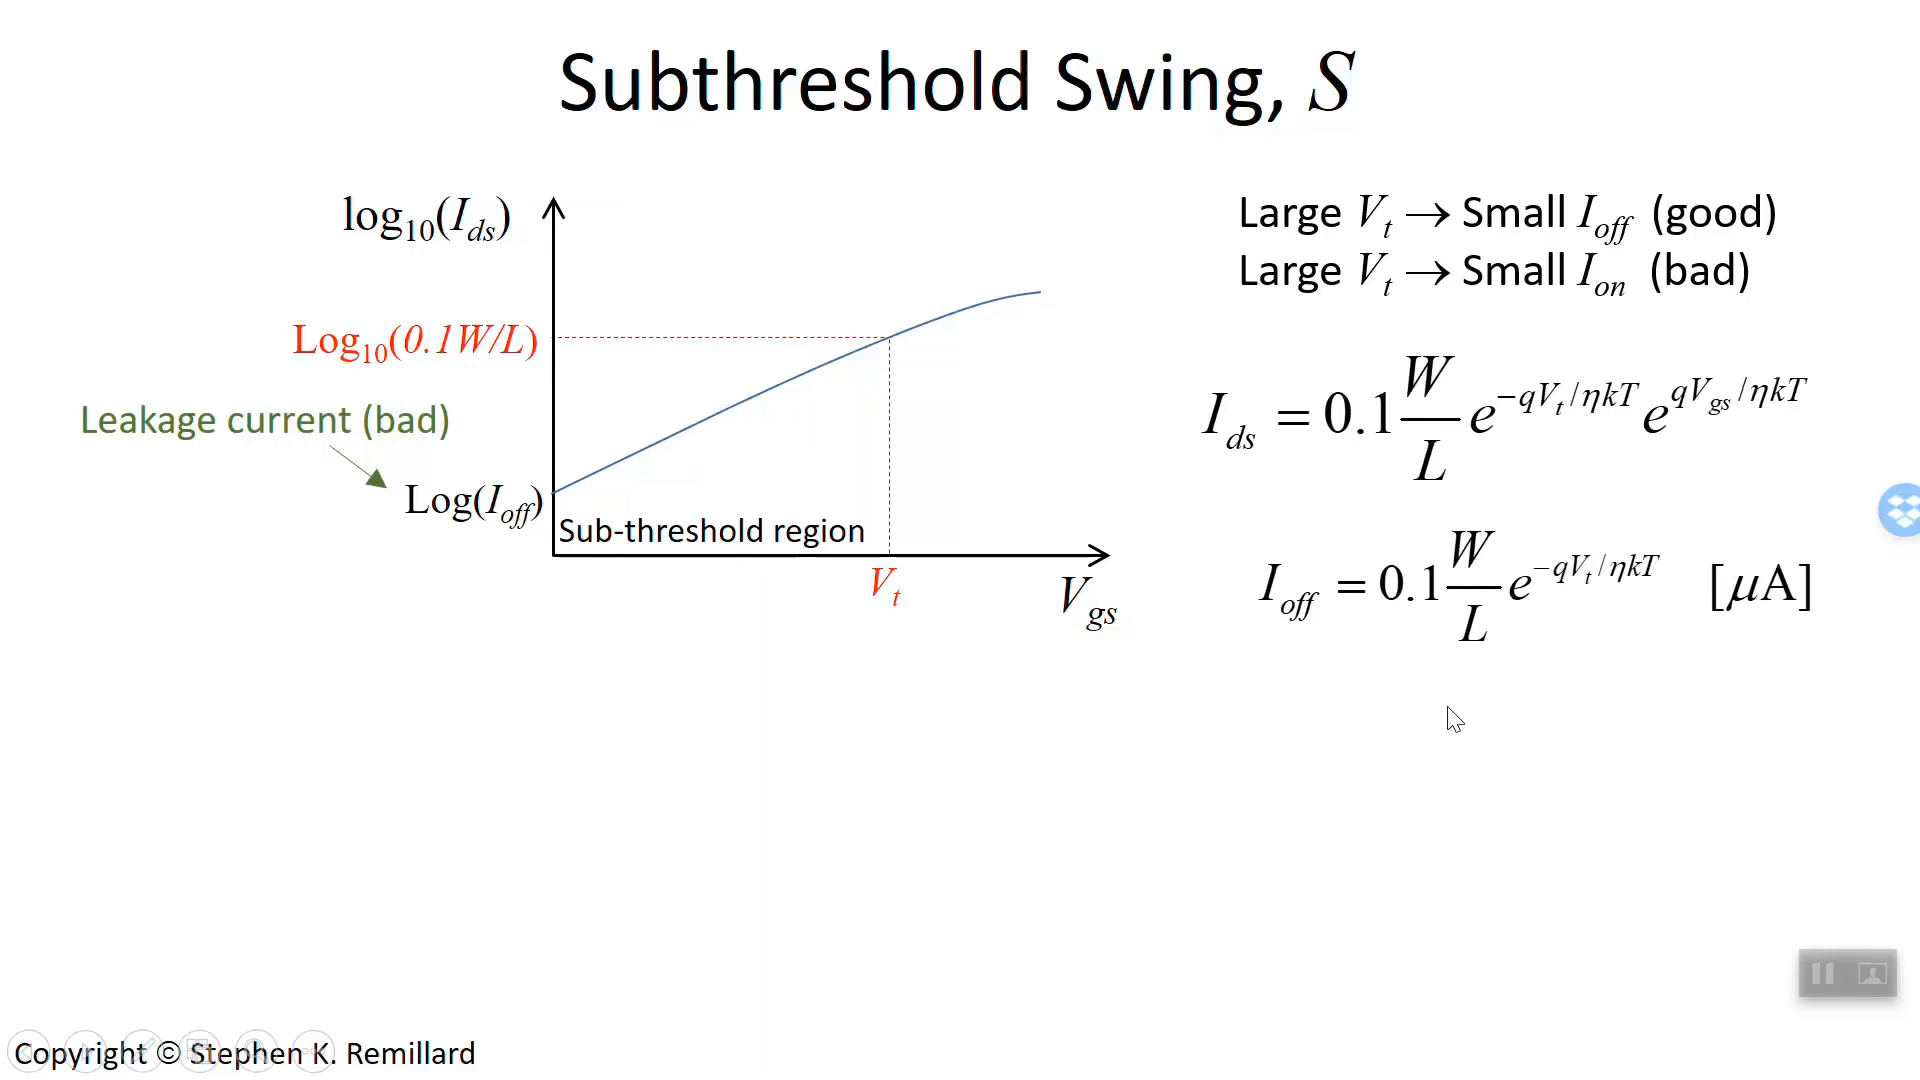 Subthreshold Swing, S
log10(Ids)
Log10(0.1W/L)
Leakage current (bad)
Log(Ioff)
Sub-threshold region
Vt
Vgs
Large Vt → Small Ioff (good)
Large Vt → Small Ion (bad)
Ids = 0.1 W/L e^−qVt/ηkT e^qVgs/ηkT
Ioff = 0.1 W/L e^−qVt/ηkT [μA]
Copyright © Stephen K. Remillard